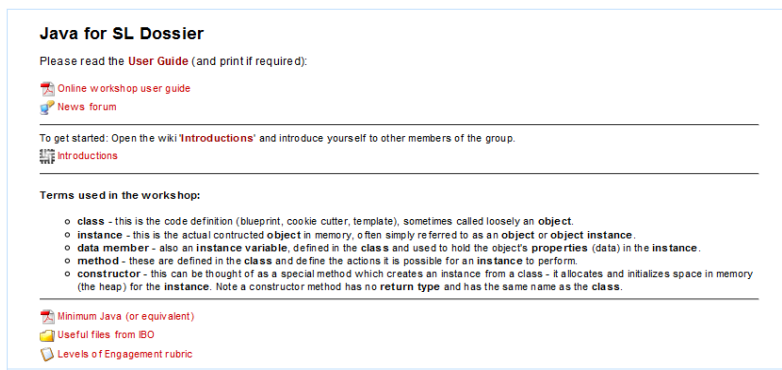 Java for SL Dossier
Please read the User Guide (and print if required):
Online workshop user guide
News forum
To get started: Open the wiki 'Introductions' and introduce yourself to other members of the group.
Introductions
Terms used in the workshop:
class - this is the code definition (blueprint, cookie cutter, template), sometimes called loosely an object.
instance - this is the actual contructed object in memory, often simply referred to as an object or object instance.
data member - also an instance variable, defined in the class and used to hold the object's properties (data) in the instance.
method - these are defined in the class and define the actions it is possible for an instance to perform.
constructor - this can be thought of as a special method which creates an instance from a class - it allocates and initializes space in memory
(the heap) for the instance. Note a constructor method has no return type and has the same name as the class.
Minimum Java (or equivalent)
Useful files from IBO
Levels of Engagement rubric